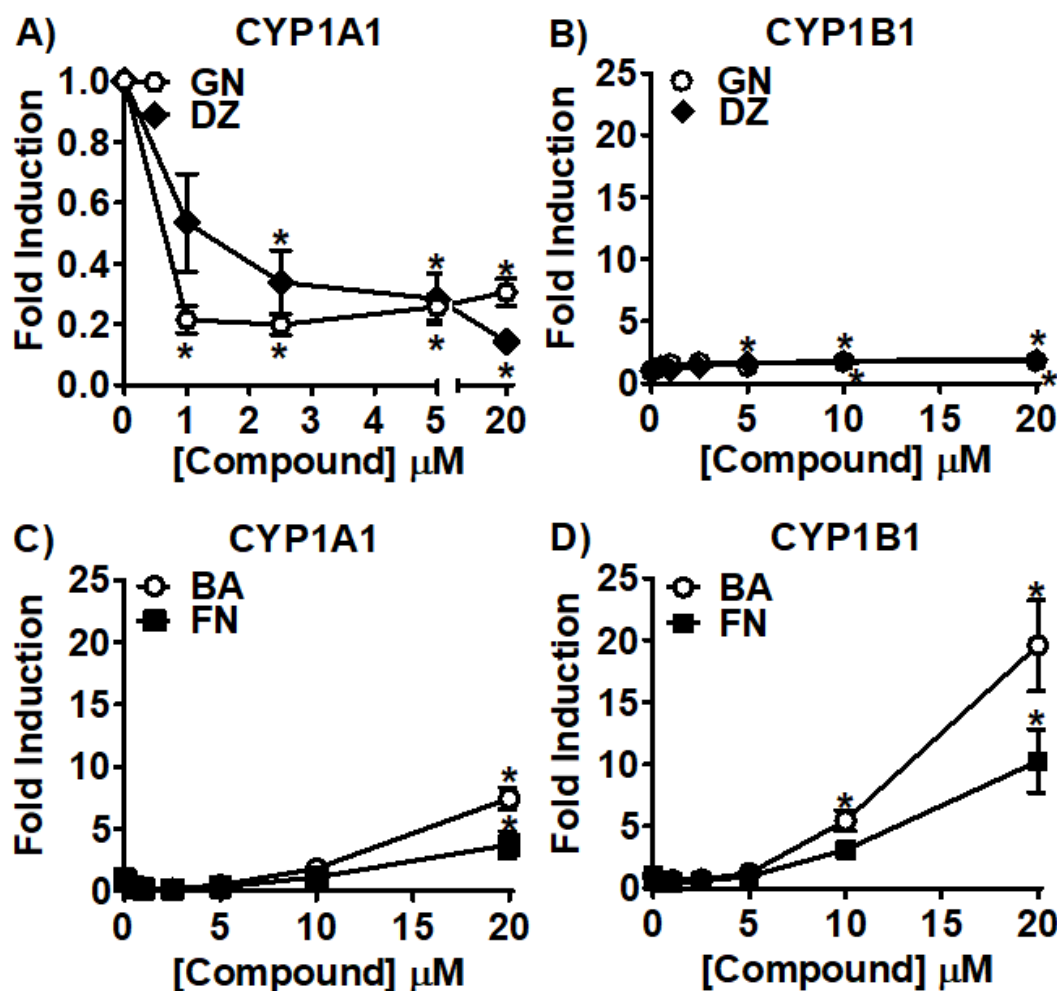 A) CYP1A1
GN
DZ
Fold Induction
1.0
0.8
0.6
0.4
0.2
0.0
* * * * * * *
0 1 2 3 4 5 20
[Compound] μM
B) CYP1B1
GN
DZ
Fold Induction
25
20
15
10
5
0
* * * * *
0 5 10 15 20
[Compound] μM
C) CYP1A1
BA
FN
Fold Induction
25
20
15
10
5
0
* *
0 5 10 15 20
[Compound] μM
D) CYP1B1
BA
FN
Fold Induction
25
20
15
10
5
0
* * *
0 5 10 15 20
[Compound] μM